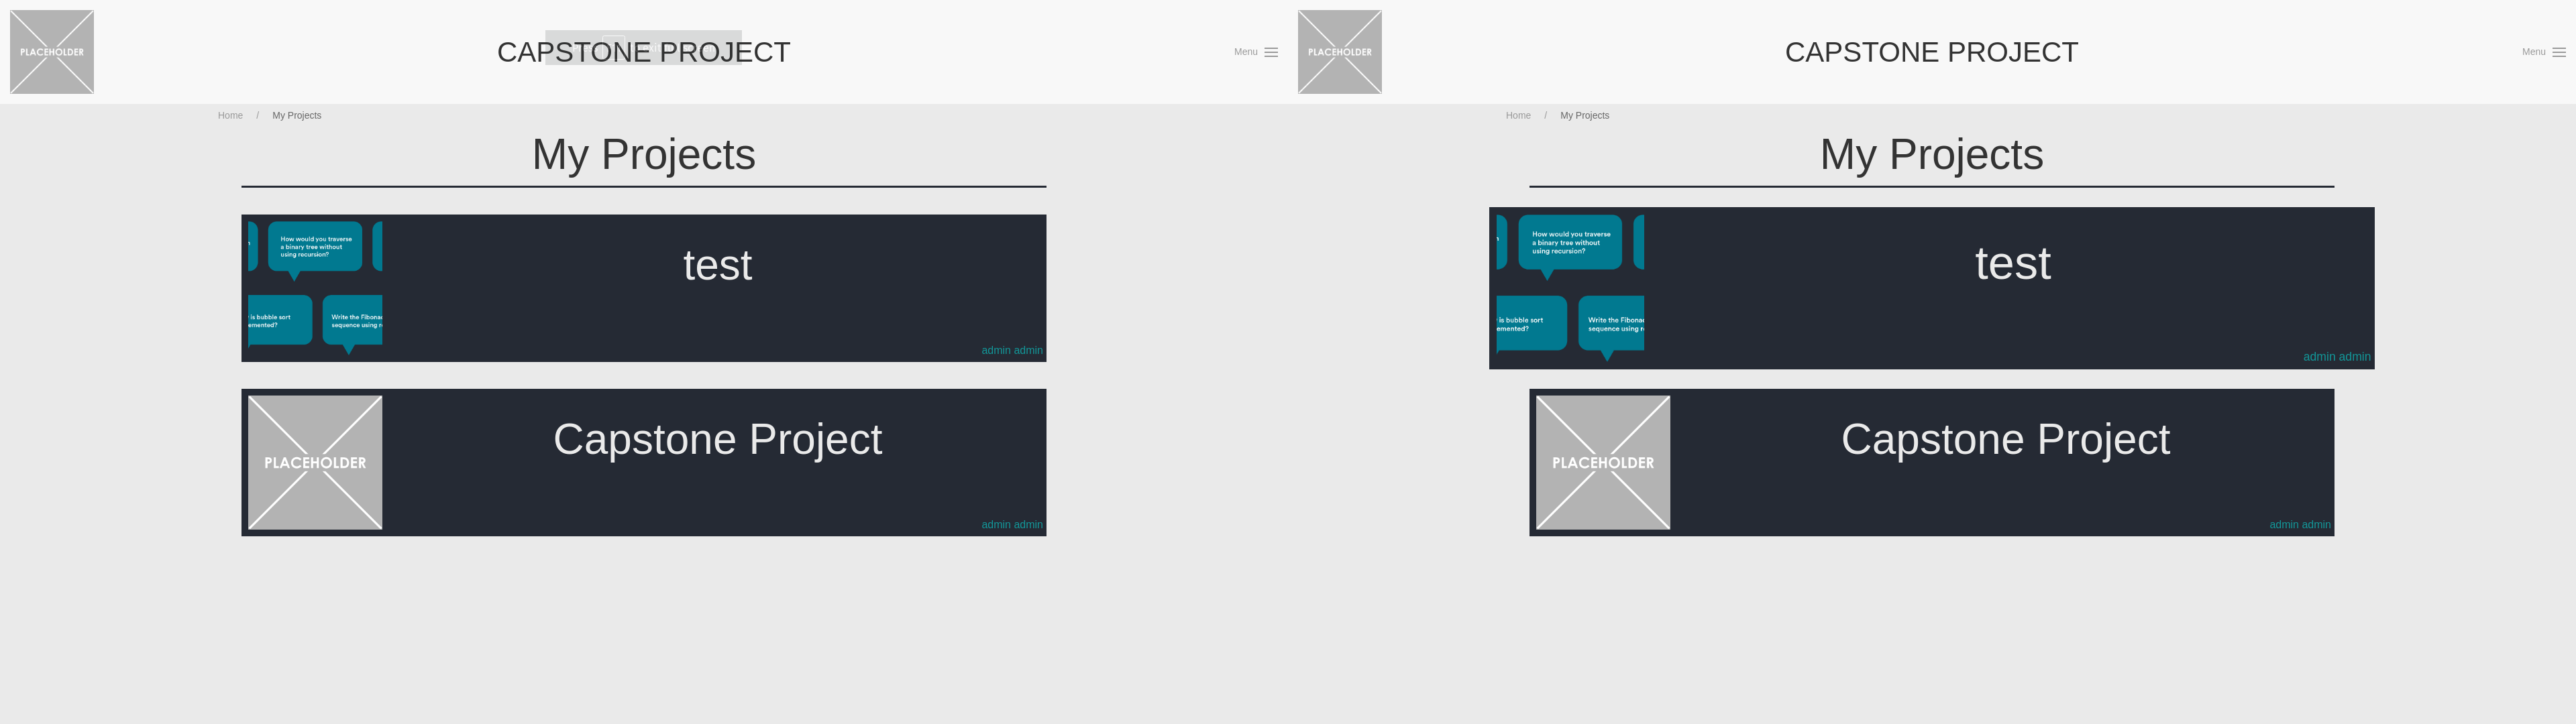 PLACEHOLDER
CAPSTONE PROJECT
Menu
Home / My Projects
My Projects
How would you traverse
a binary tree without
using recursion?
is bubble sort
emented?
Write the Fibona
sequence using r
test
admin admin
PLACEHOLDER
Capstone Project
admin admin
PLACEHOLDER
CAPSTONE PROJECT
Menu
Home / My Projects
My Projects
How would you traverse
a binary tree without
using recursion?
is bubble sort
emented?
Write the Fibona
sequence using r
test
admin admin
PLACEHOLDER
Capstone Project
admin admin